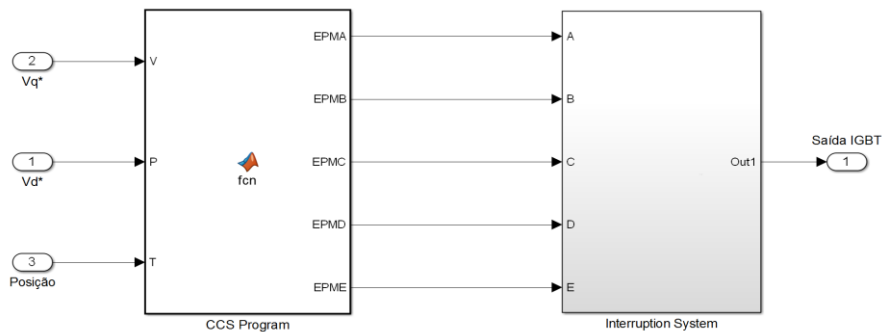 2
Vq*
1
Vd*
3
Posição
V
P
T
fcn
EPMA
EPMB
EPMC
EPMD
EPME
CCS Program
A
B
C
D
E
Out1
Interruption System
Saída IGBT
1